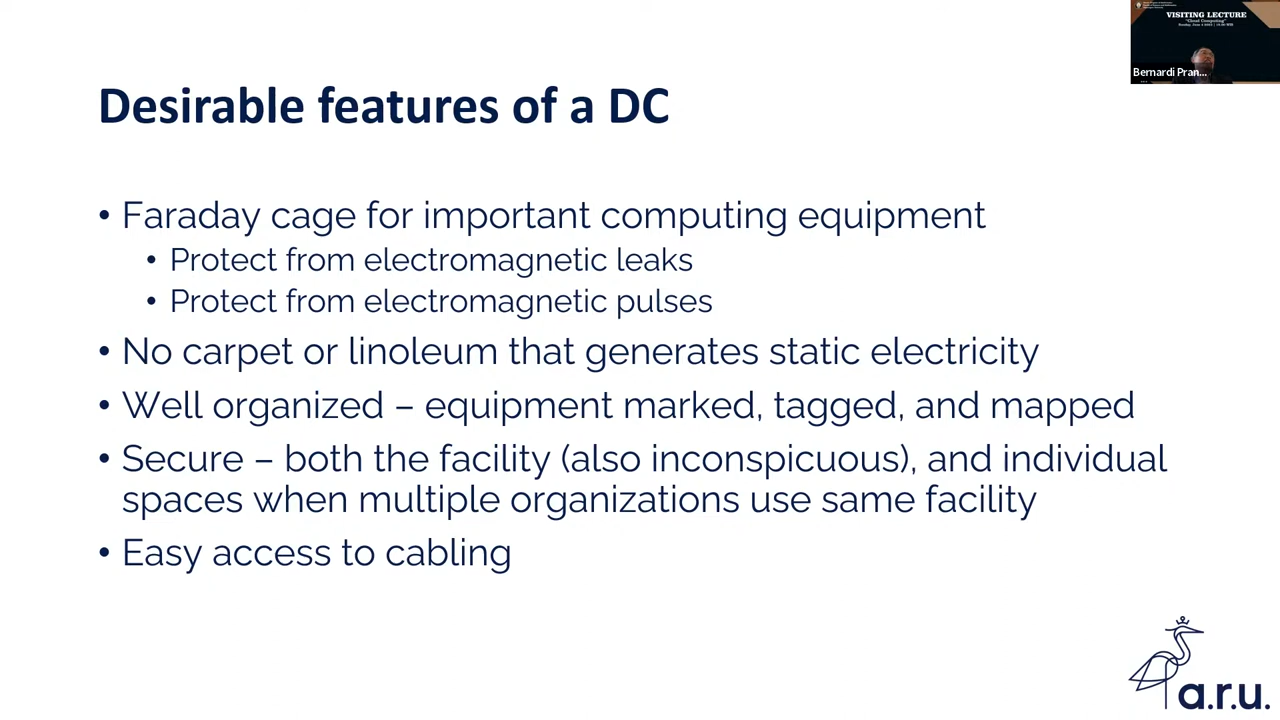 VISITING LECTURE
"Cloud Computing"
Bernardi Pran...
Desirable features of a DC
• Faraday cage for important computing equipment
• Protect from electromagnetic leaks
• Protect from electromagnetic pulses
• No carpet or linoleum that generates static electricity
• Well organized – equipment marked, tagged, and mapped
• Secure – both the facility (also inconspicuous), and individual
spaces when multiple organizations use same facility
• Easy access to cabling
a.r.u.